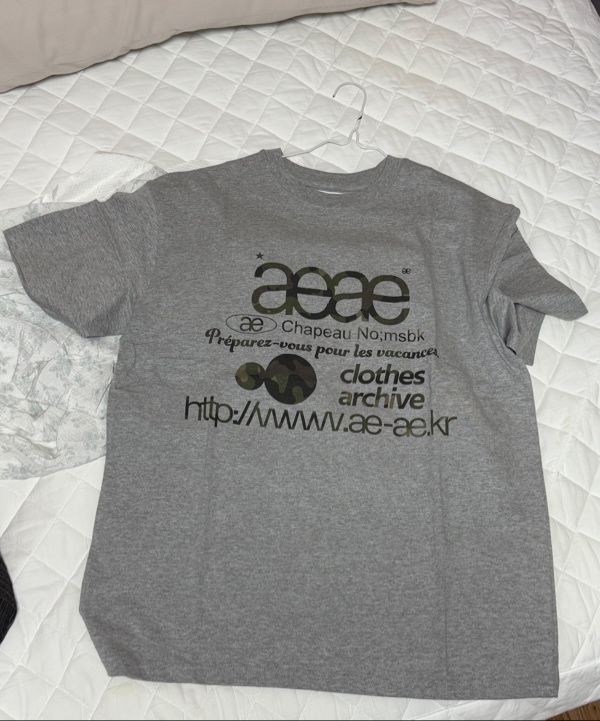 aeae æ
æ Chapeau No;msbk
Préparez-vous pour les vacances
clothes
archive
http://www.ae-ae.kr